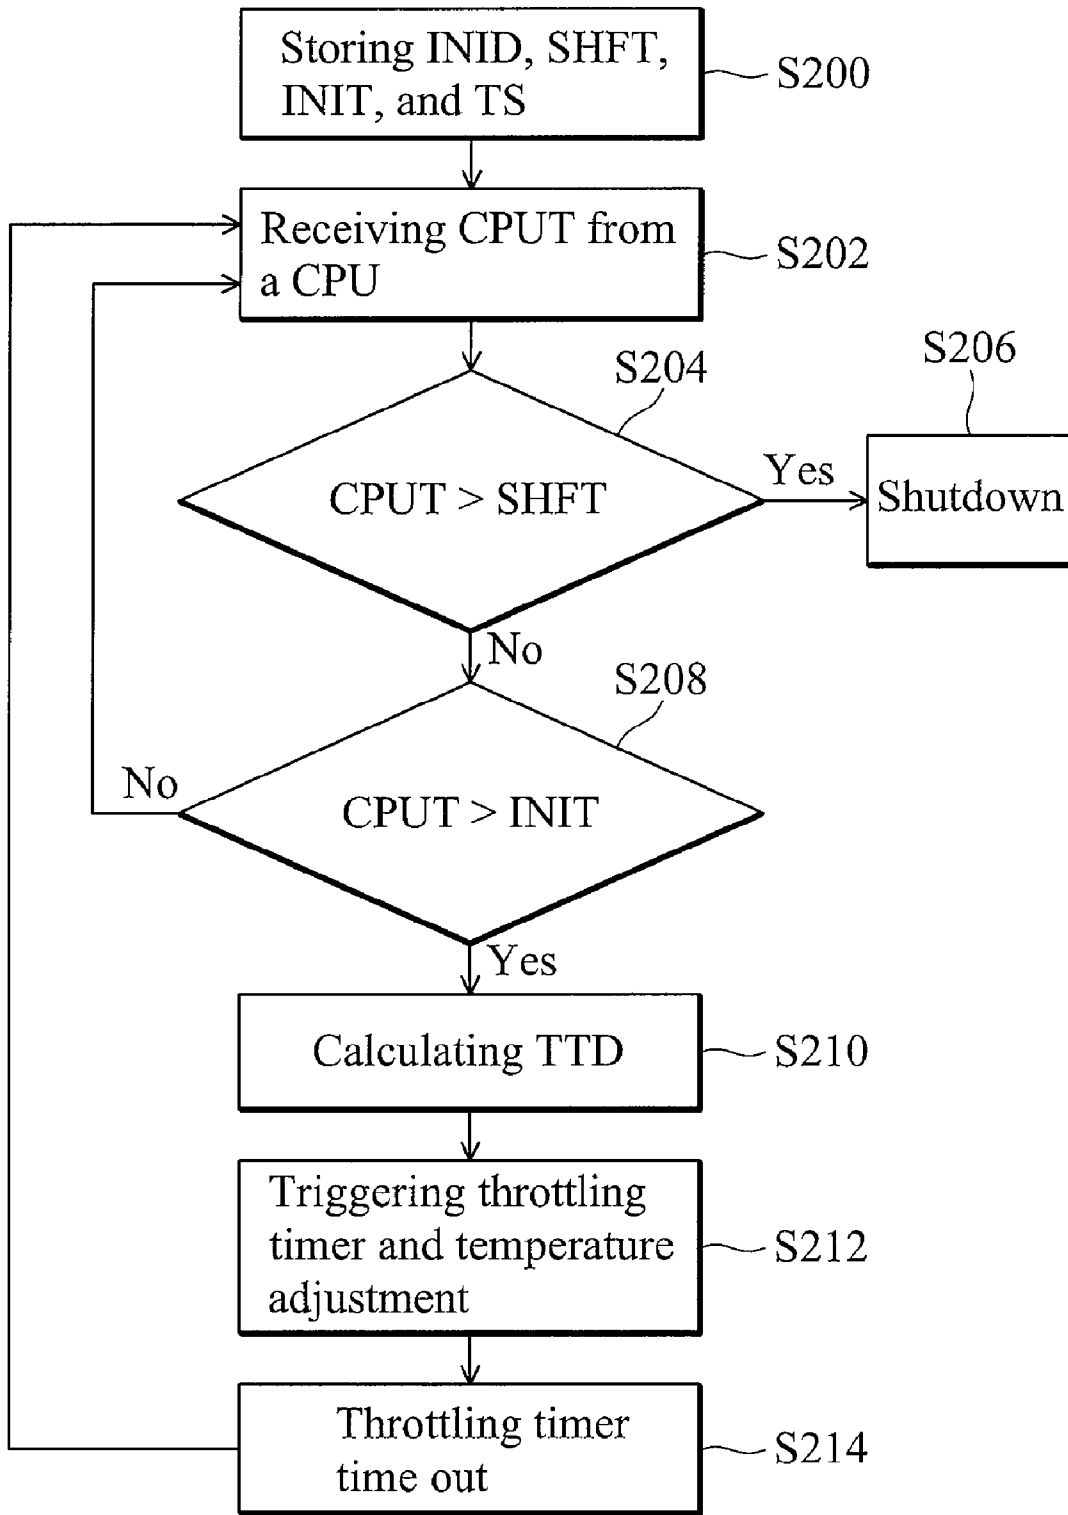 Storing INID, SHFT,
INIT, and TS
S200
Receiving CPUT from
a CPU
S202
S204
CPUT > SHFT
Yes
S206
Shutdown
No
S208
CPUT > INIT
No
Yes
Calculating TTD
S210
Triggering throttling
timer and temperature
adjustment
S212
Throttling timer
time out
S214